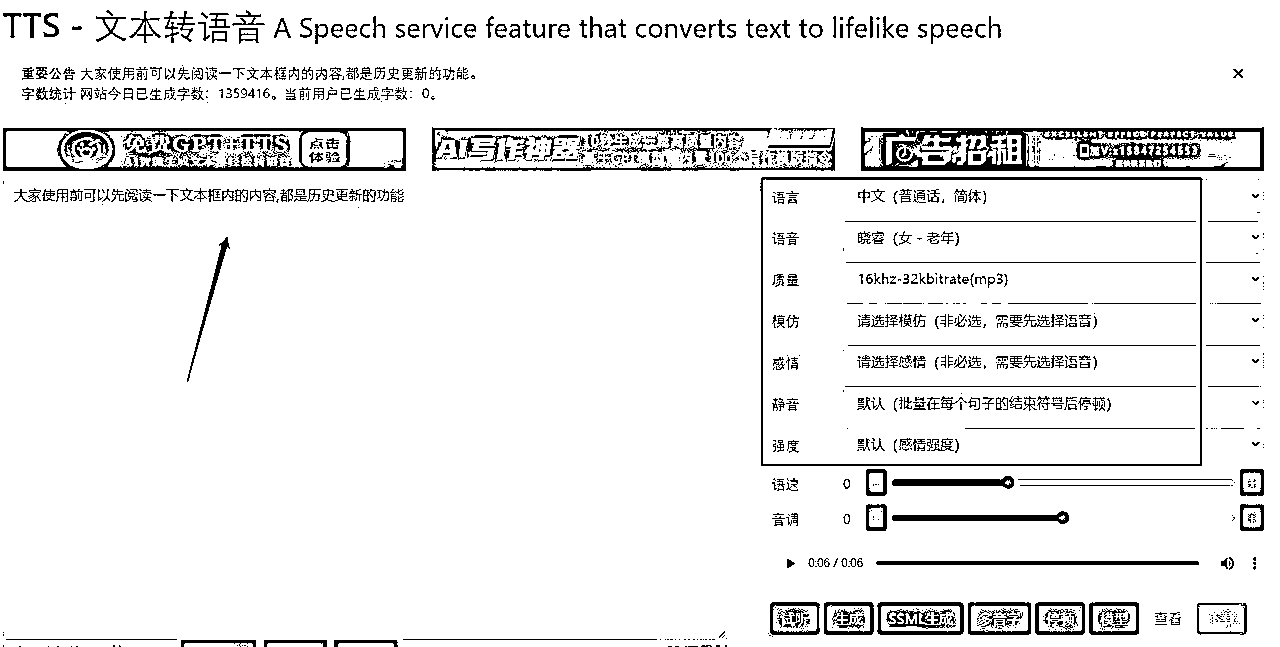 TTS - 文本转语音 A Speech service feature that converts text to lifelike speech
重要公告 大家使用前可以先阅读一下文本框内的内容,都是历史更新的功能。
字数统计 网站今日已生成字数：1359416。当前用户已生成字数：0。
免费GPT+TTS
点击
体验
AI写作神器
告招租
大家使用前可以先阅读一下文本框内的内容,都是历史更新的功能
语言 中文（普通话，简体）
语音 晓睿（女 - 老年）
质量 16khz-32kbitrate(mp3)
模仿 请选择模仿（非必选，需要先选择语音）
感情 请选择感情（非必选，需要先选择语音）
静音 默认（批量在每个句子的结束符号后停顿）
强度 默认（感情强度）
语速 0
音调 0
0:06 / 0:06
试听 生成 SSML生成 多音字 停顿 模型 查看